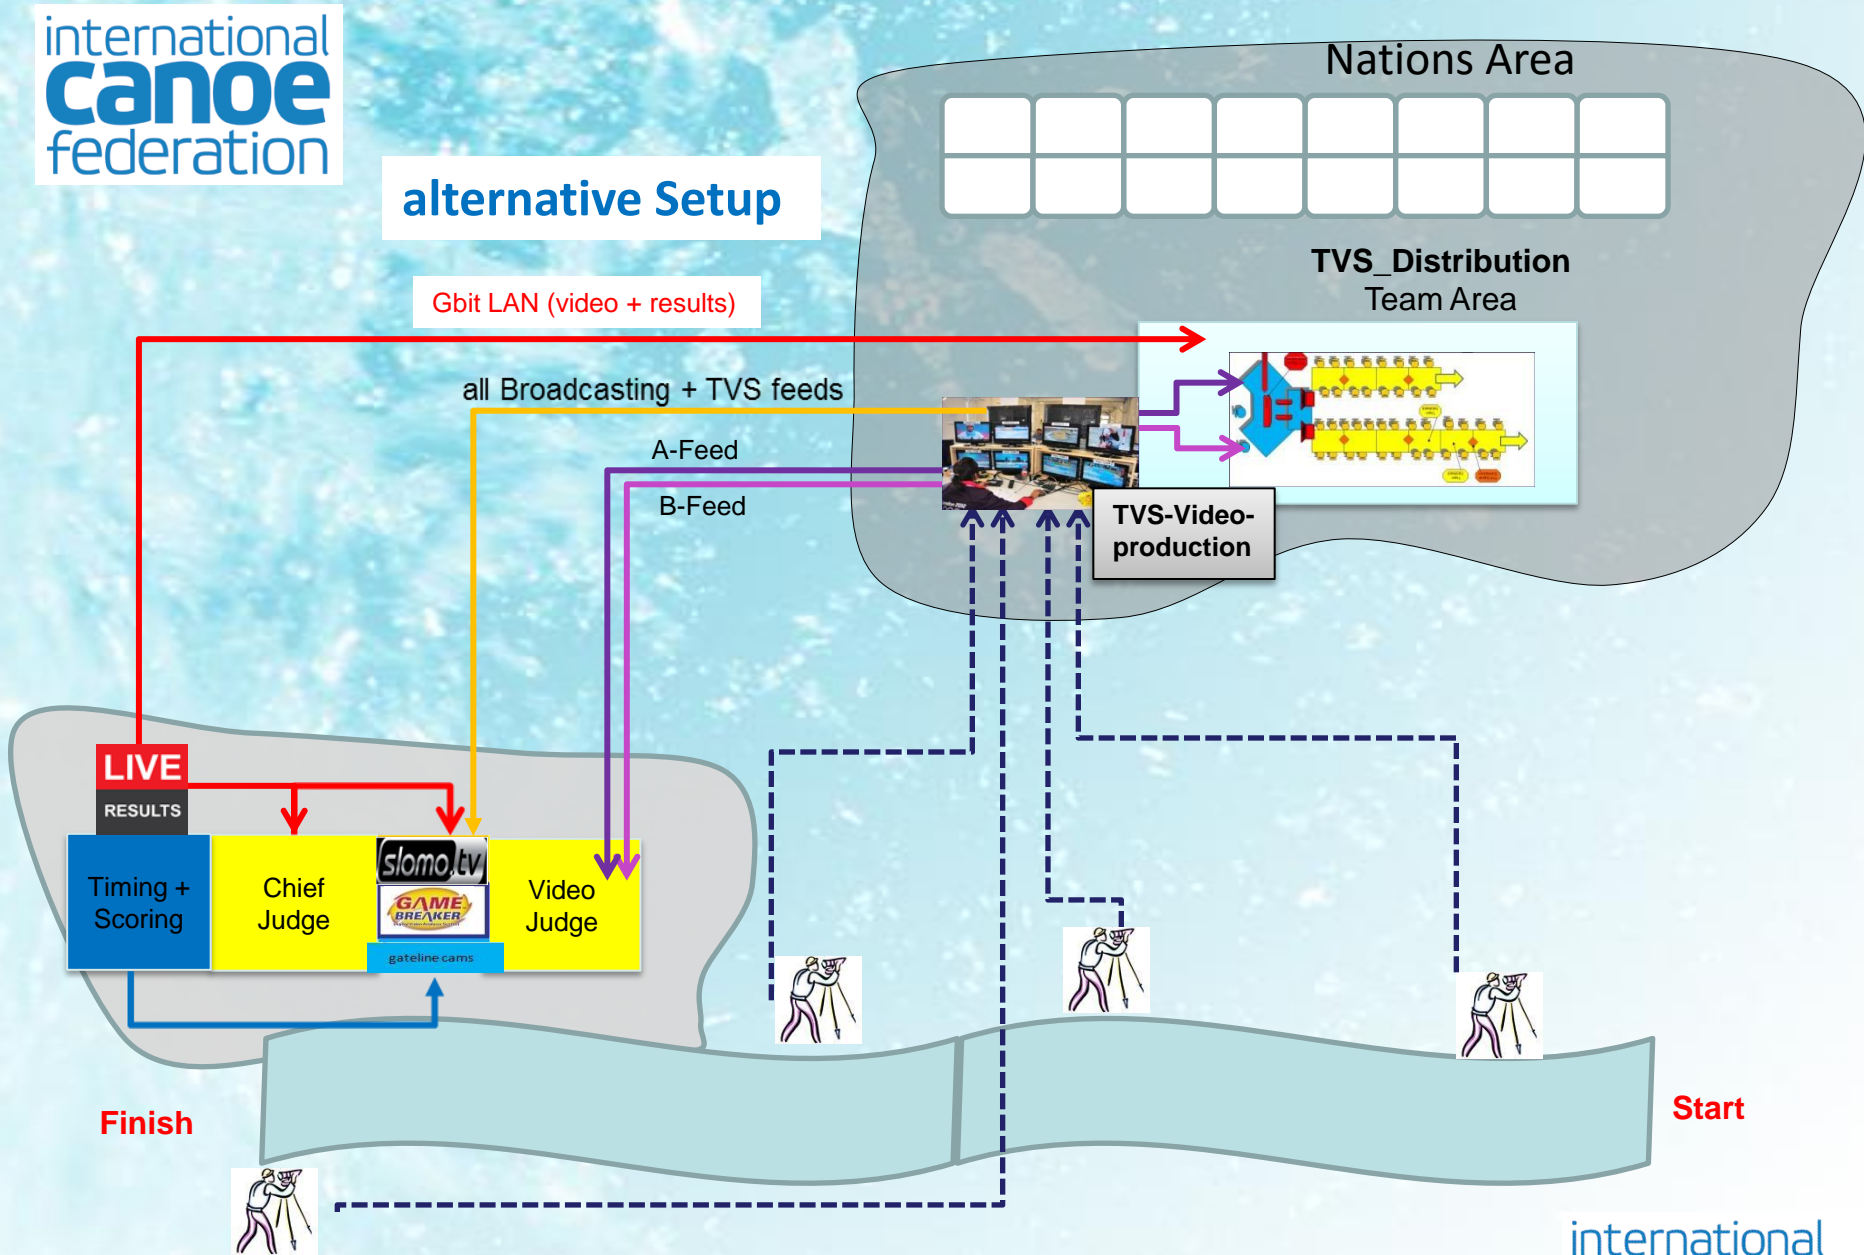 international
canoe
federation
Nations Area
alternative Setup
TVS_Distribution
Team Area
Gbit LAN (video + results)
all Broadcasting + TVS feeds
A-Feed
B-Feed
TVS-Video-
production
LIVE
RESULTS
Timing +
Scoring
Chief
Judge
slomo.tv
GAME
BREAKER
gateline cams
Video
Judge
Finish
Start
international